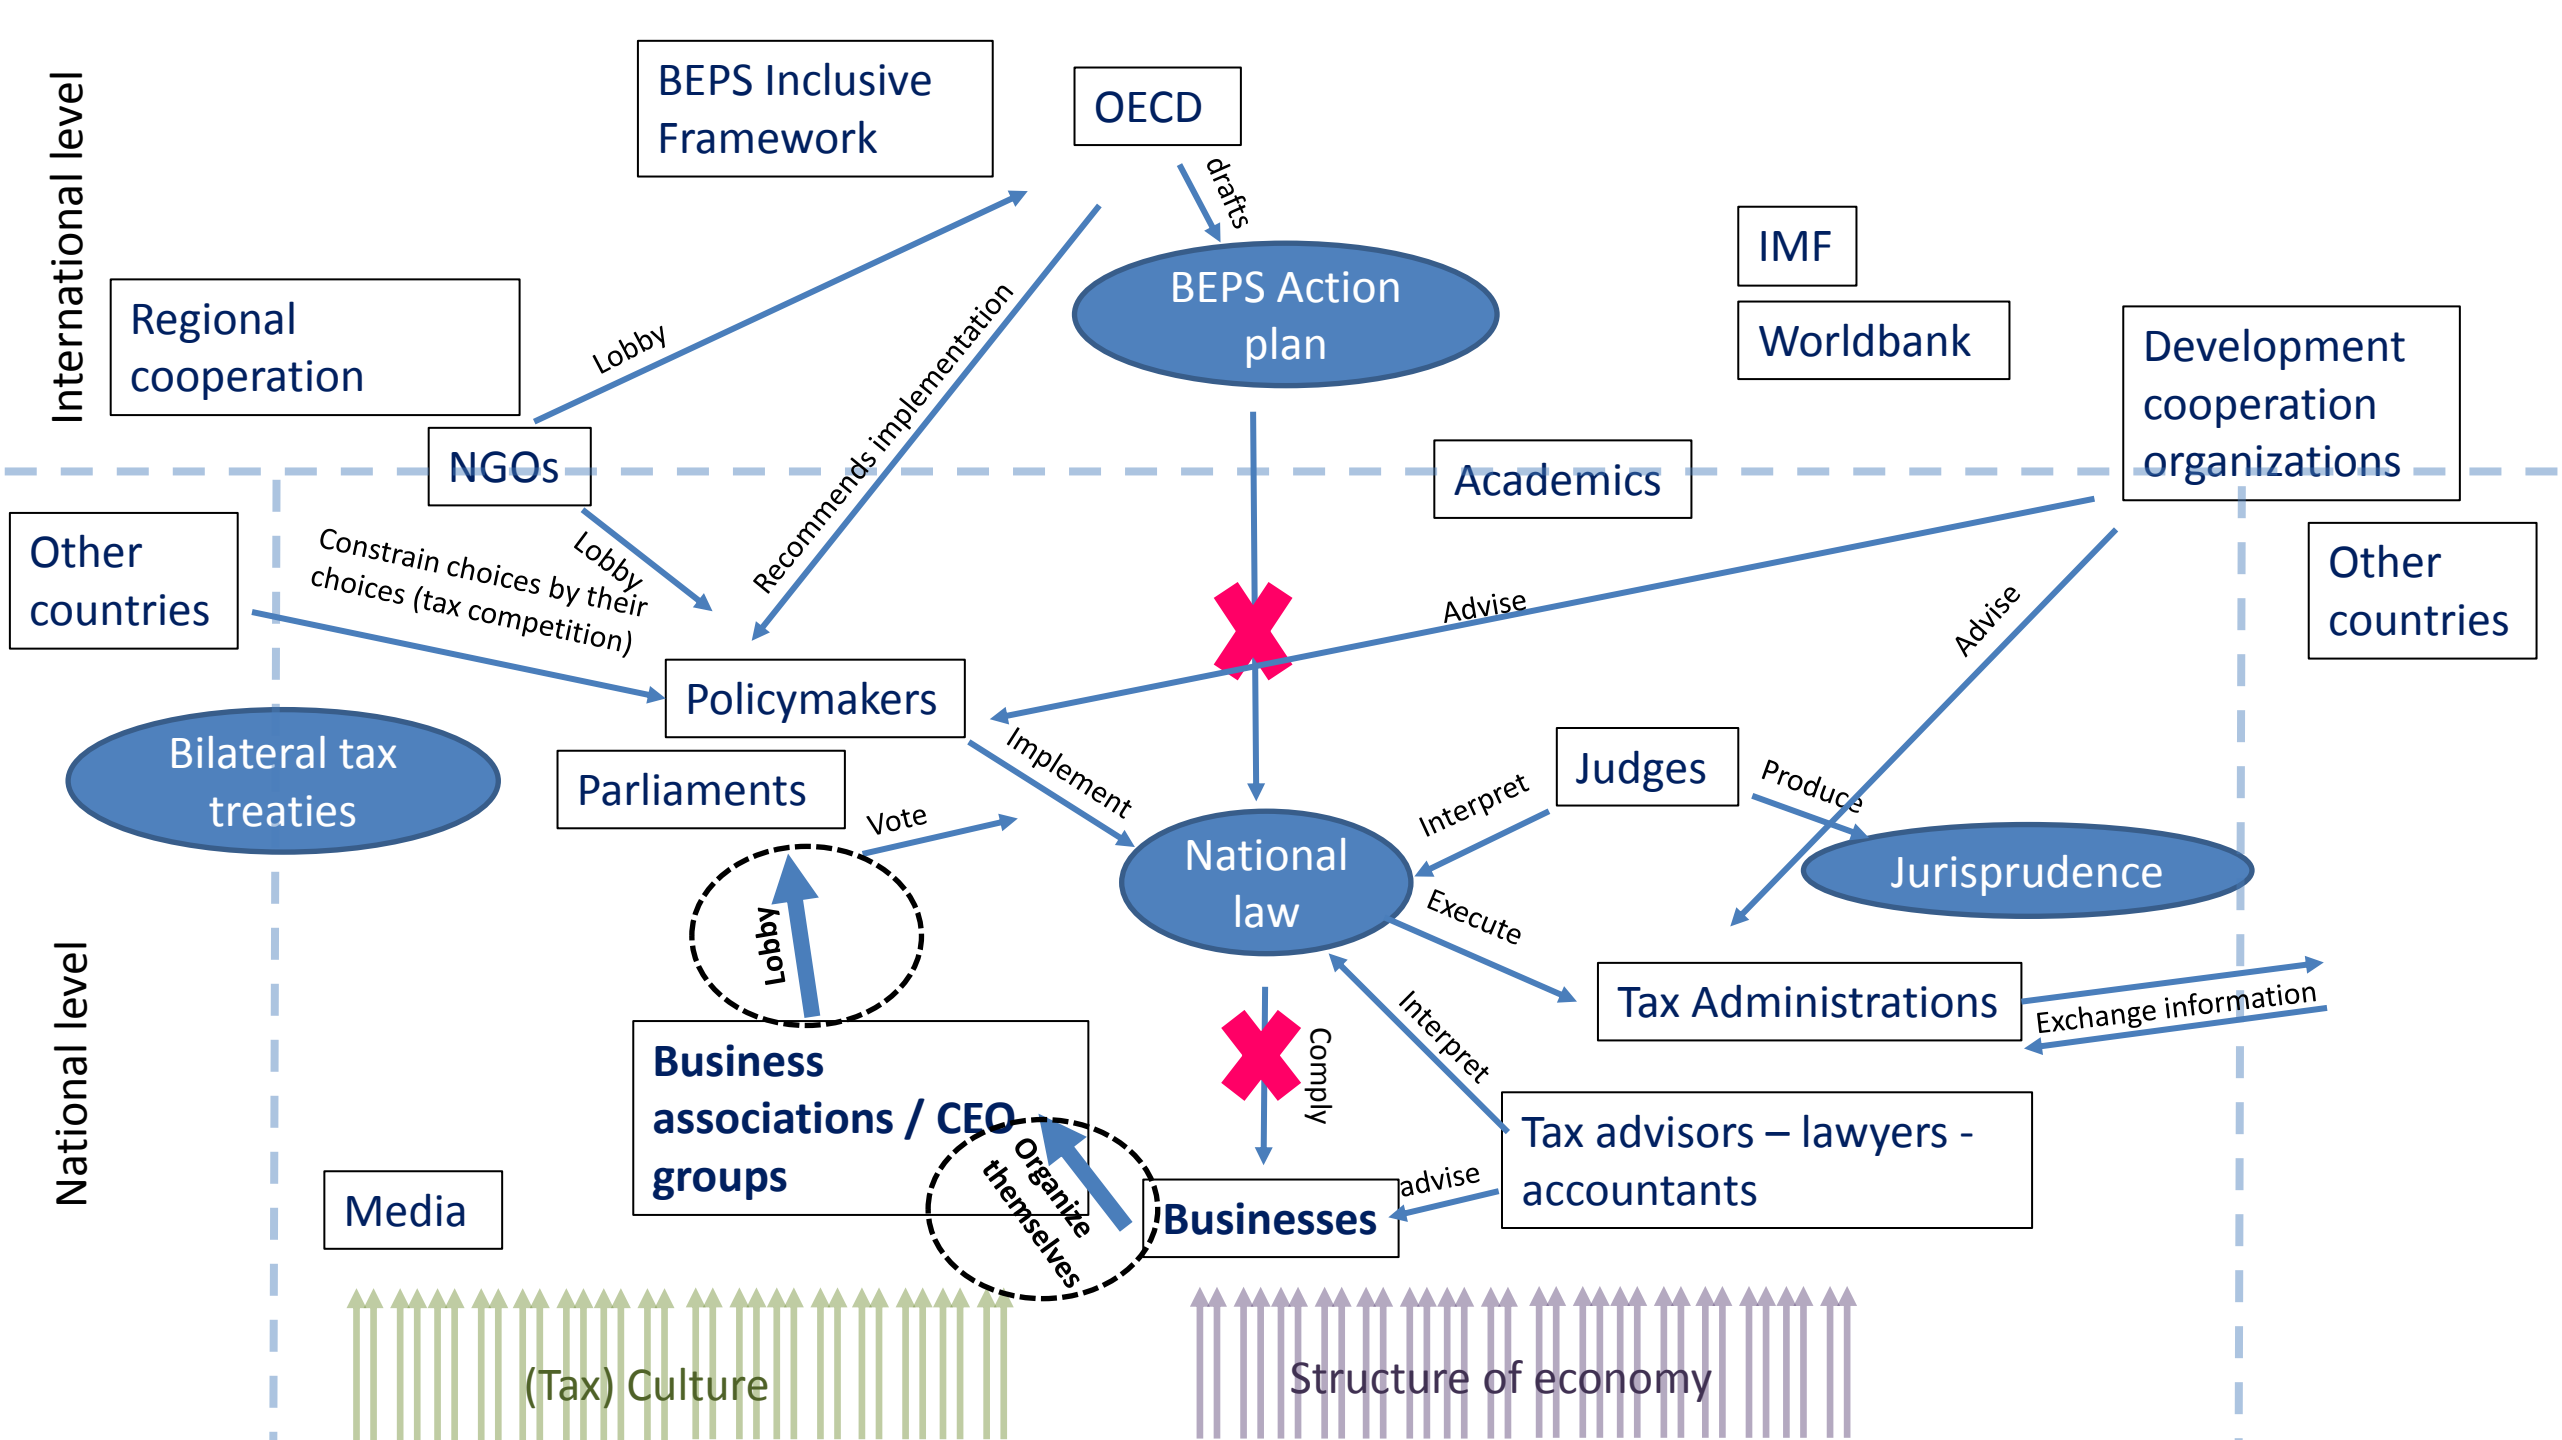 International level
BEPS Inclusive
Framework
OECD
drafts
BEPS Action
plan
IMF
Worldbank
Regional
cooperation
Lobby
Recommends implementation
Development
cooperation
organizations
NGOs
Academics
Other
countries
Constrain choices by their
choices (tax competition)
Lobby
Advise
Advise
Other
countries
Policymakers
Bilateral tax
treaties
Parliaments
Implement
Vote
Judges
Interpret
Produce
National
law
Jurisprudence
Execute
Lobby
National level
Tax Administrations
Exchange information
Interpret
Comply
Business
associations / CEO
groups
Organize
themselves
Tax advisors – lawyers -
accountants
advise
Media
Businesses
(Tax) Culture
Structure of economy